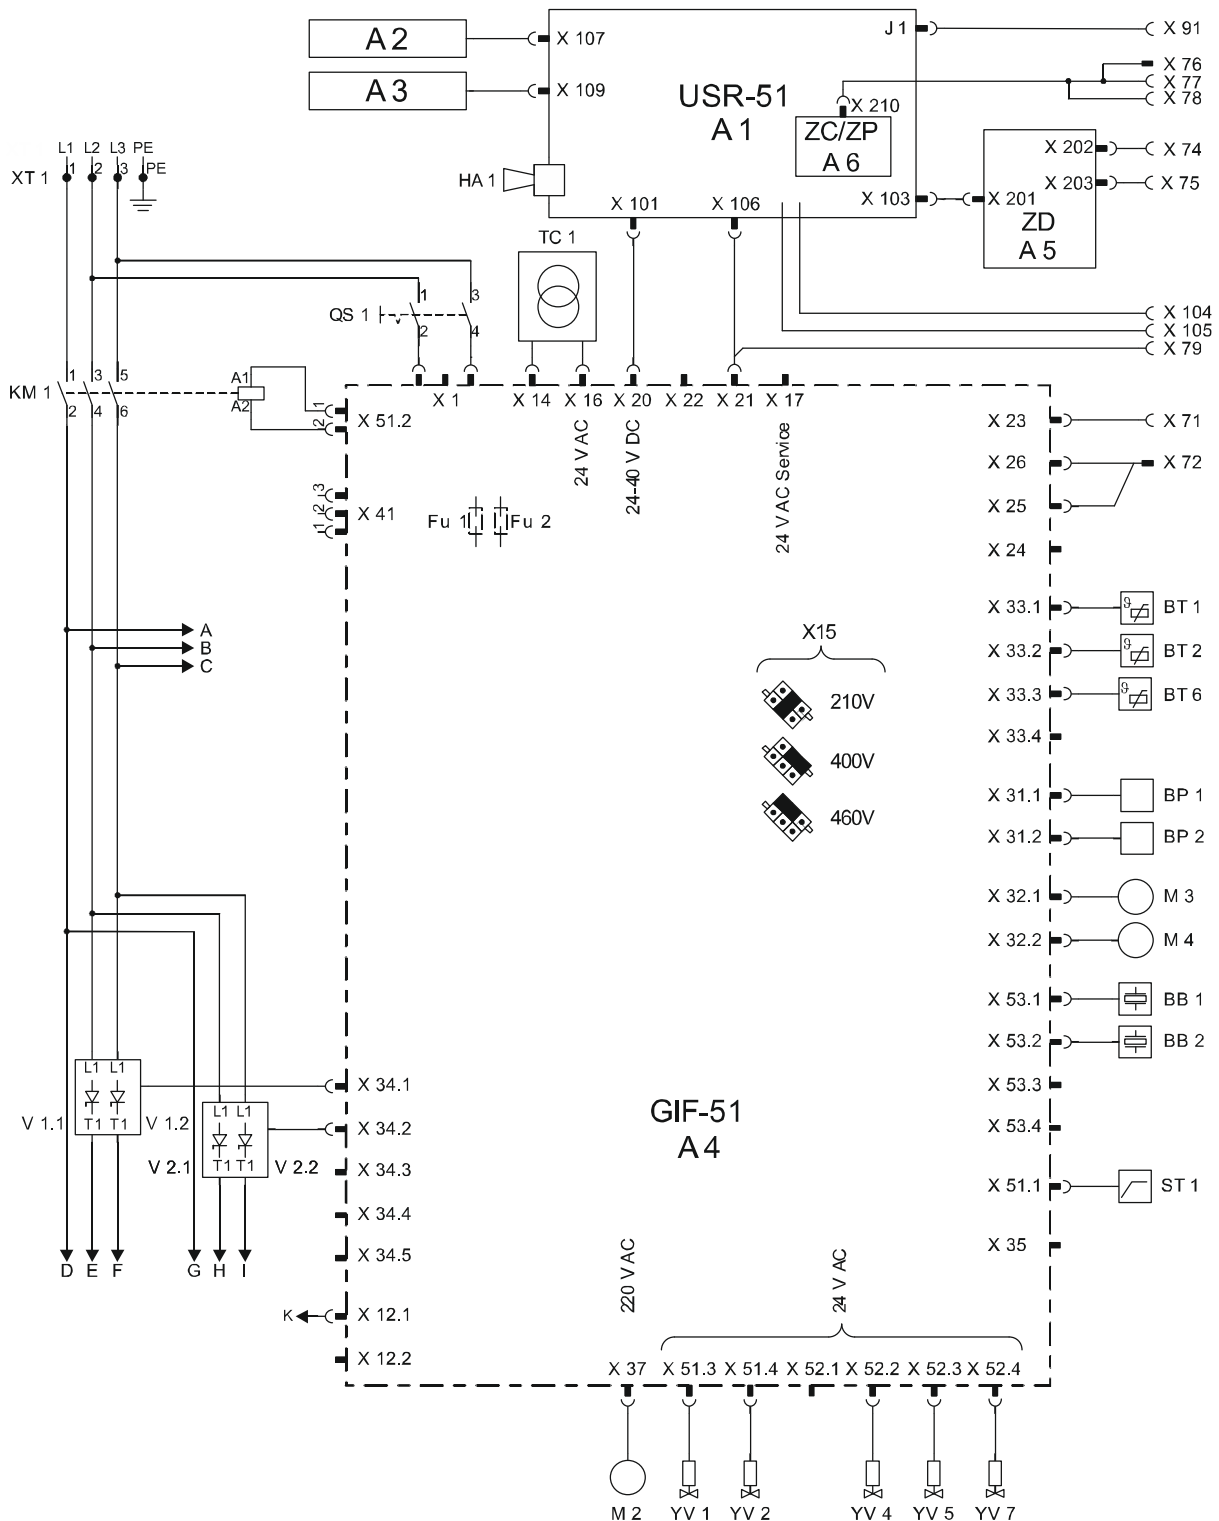 A 2
X 107
J 1
X 91
X 76
X 77
X 78
A 3
X 109
USR-51
A 1
X 210
ZC/ZP
A 6
X 202
X 74
X 203
X 75
X 103
X 201
ZD
A 5
L1 L2 L3 PE
XT 1
1 2 3 PE
HA 1
X 101
X 106
TC 1
X 104
X 105
X 79
QS 1
1 3
2 4
KM 1
1 3 5
2 4 6
A1
A2
1
2
X 51.2
X 1
X 14
X 16
X 20
X 22
X 21
X 17
24 V AC
24-40 V DC
24 V AC Service
X 23
X 71
X 26
X 72
X 25
X 24
3
2
1
X 41
Fu 1
Fu 2
X 33.1
BT 1
ϑ
X 33.2
BT 2
ϑ
X 33.3
BT 6
ϑ
X 33.4
A
B
C
X15
210V
400V
460V
X 31.1
BP 1
X 31.2
BP 2
X 32.1
M 3
X 32.2
M 4
X 53.1
BB 1
X 53.2
BB 2
X 53.3
X 53.4
X 51.1
ST 1
X 35
L1 L1
T1 T1
V 1.1
V 1.2
L1 L1
T1 T1
V 2.1
V 2.2
X 34.1
X 34.2
X 34.3
X 34.4
X 34.5
GIF-51
A 4
D E F G H I
K
X 12.1
X 12.2
220 V AC
24 V AC
X 37
X 51.3
X 51.4
X 52.1
X 52.2
X 52.3
X 52.4
M 2
YV 1
YV 2
YV 4
YV 5
YV 7